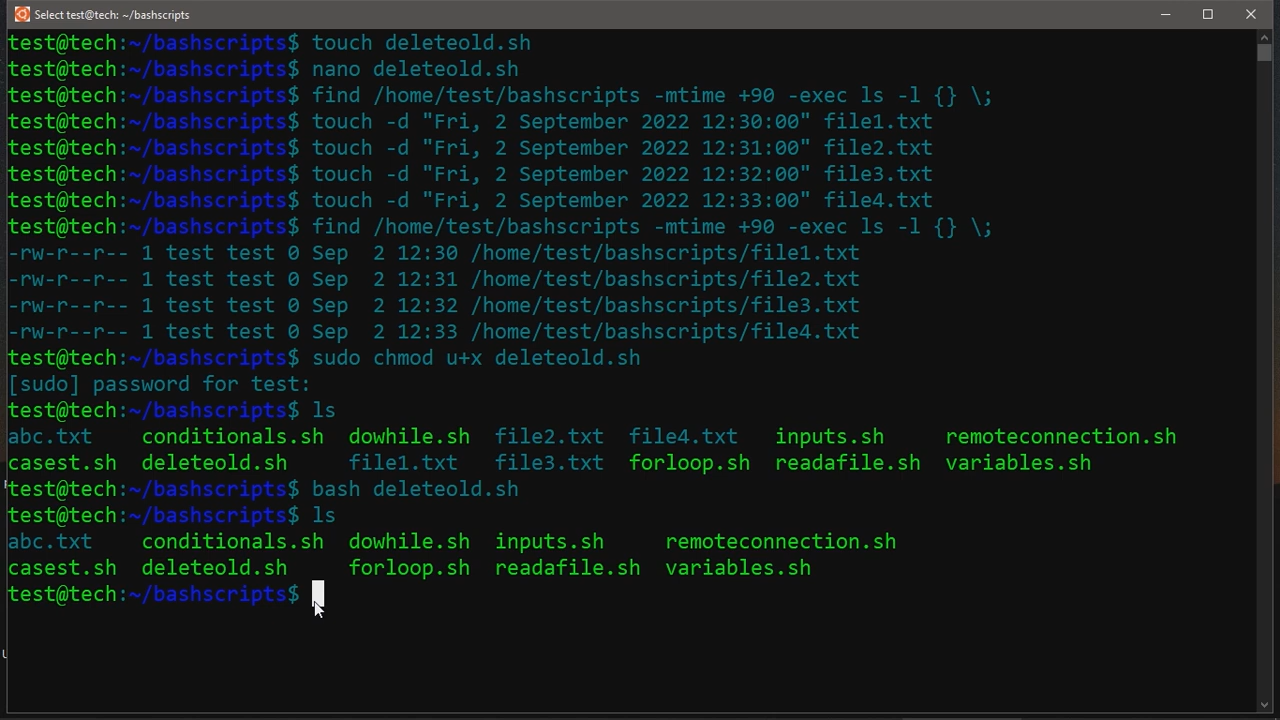 Select test@tech: ~/bashscripts
test@tech:~/bashscripts$ touch deleteold.sh
test@tech:~/bashscripts$ nano deleteold.sh
test@tech:~/bashscripts$ find /home/test/bashscripts -mtime +90 -exec ls -l {} \;
test@tech:~/bashscripts$ touch -d "Fri, 2 September 2022 12:30:00" file1.txt
test@tech:~/bashscripts$ touch -d "Fri, 2 September 2022 12:31:00" file2.txt
test@tech:~/bashscripts$ touch -d "Fri, 2 September 2022 12:32:00" file3.txt
test@tech:~/bashscripts$ touch -d "Fri, 2 September 2022 12:33:00" file4.txt
test@tech:~/bashscripts$ find /home/test/bashscripts -mtime +90 -exec ls -l {} \;
-rw-r--r-- 1 test test 0 Sep  2 12:30 /home/test/bashscripts/file1.txt
-rw-r--r-- 1 test test 0 Sep  2 12:31 /home/test/bashscripts/file2.txt
-rw-r--r-- 1 test test 0 Sep  2 12:32 /home/test/bashscripts/file3.txt
-rw-r--r-- 1 test test 0 Sep  2 12:33 /home/test/bashscripts/file4.txt
test@tech:~/bashscripts$ sudo chmod u+x deleteold.sh
[sudo] password for test:
test@tech:~/bashscripts$ ls
abc.txt    conditionals.sh  dowhile.sh  file2.txt  file4.txt   inputs.sh     remoteconnection.sh
casest.sh  deleteold.sh     file1.txt   file3.txt  forloop.sh  readafile.sh  variables.sh
test@tech:~/bashscripts$ bash deleteold.sh
test@tech:~/bashscripts$ ls
abc.txt    conditionals.sh  dowhile.sh  inputs.sh     remoteconnection.sh
casest.sh  deleteold.sh     forloop.sh  readafile.sh  variables.sh
test@tech:~/bashscripts$